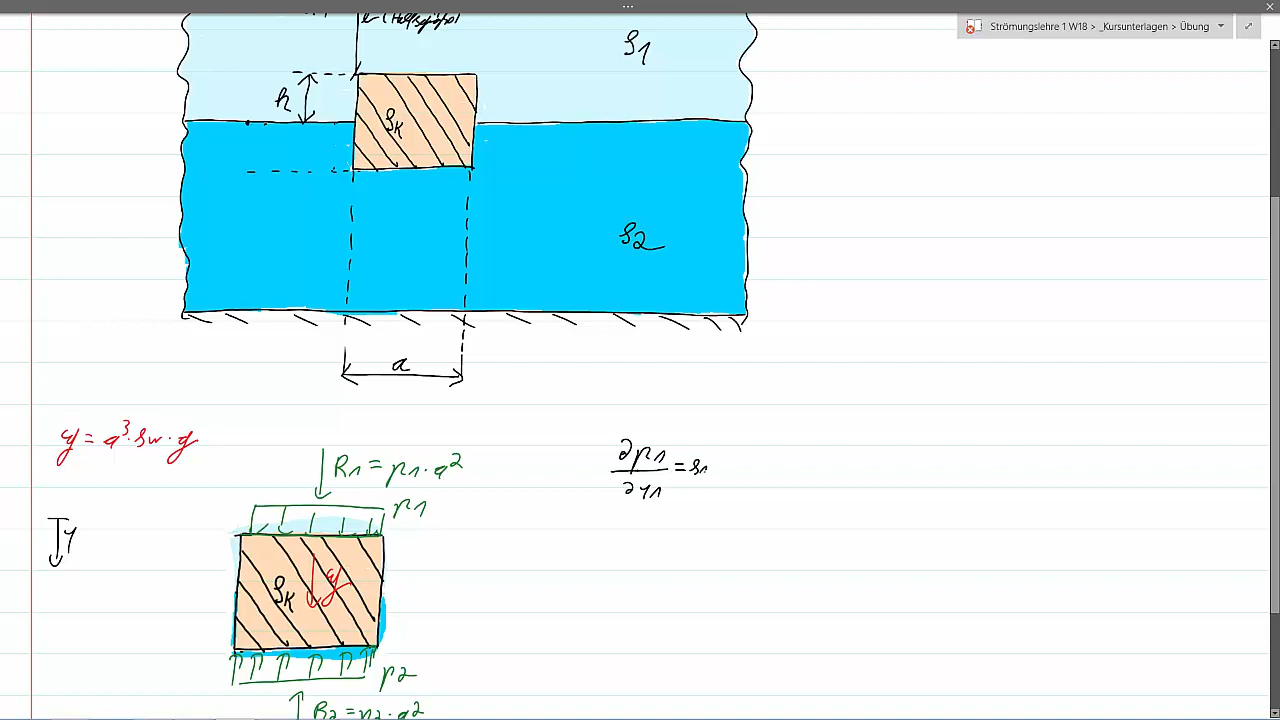 Strömungslehre 1 W18 > _Kursunterlagen > Übung
ρ1
h
ρK
ρ2
a
G = a³·ρw·g
∂p1/∂y1 = ρ1
R1 = p1·a²
p1
y
ρK
G
p2
R2 = p2·a²